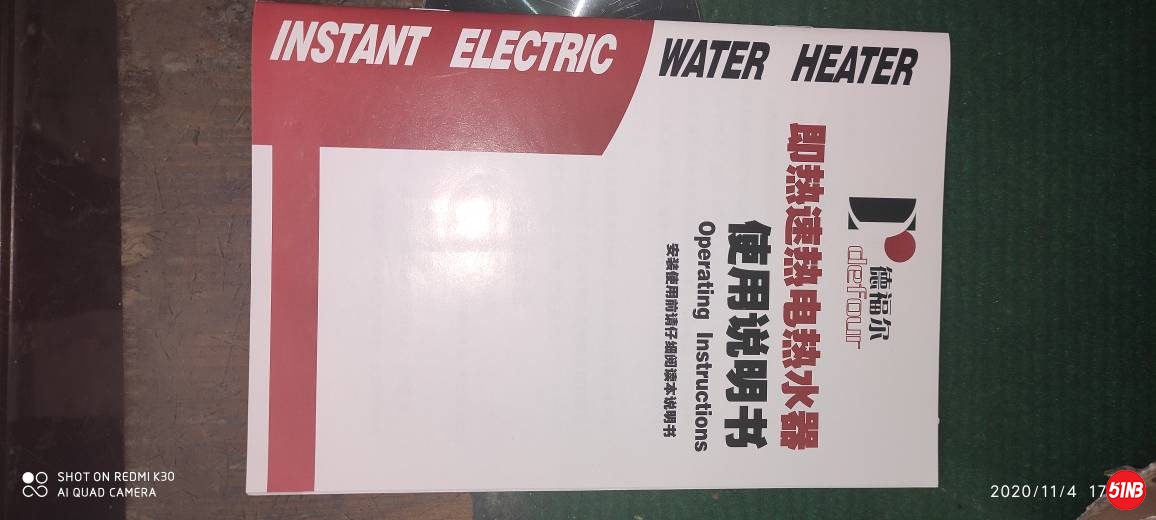 INSTANT ELECTRIC WATER HEATER
德福尔
defour
即热速热电热水器
使用说明书
Operating Instructions
安装使用前请仔细阅读本说明书
SHOT ON REDMI K30
AI QUAD CAMERA
2020/11/4 17
51NB